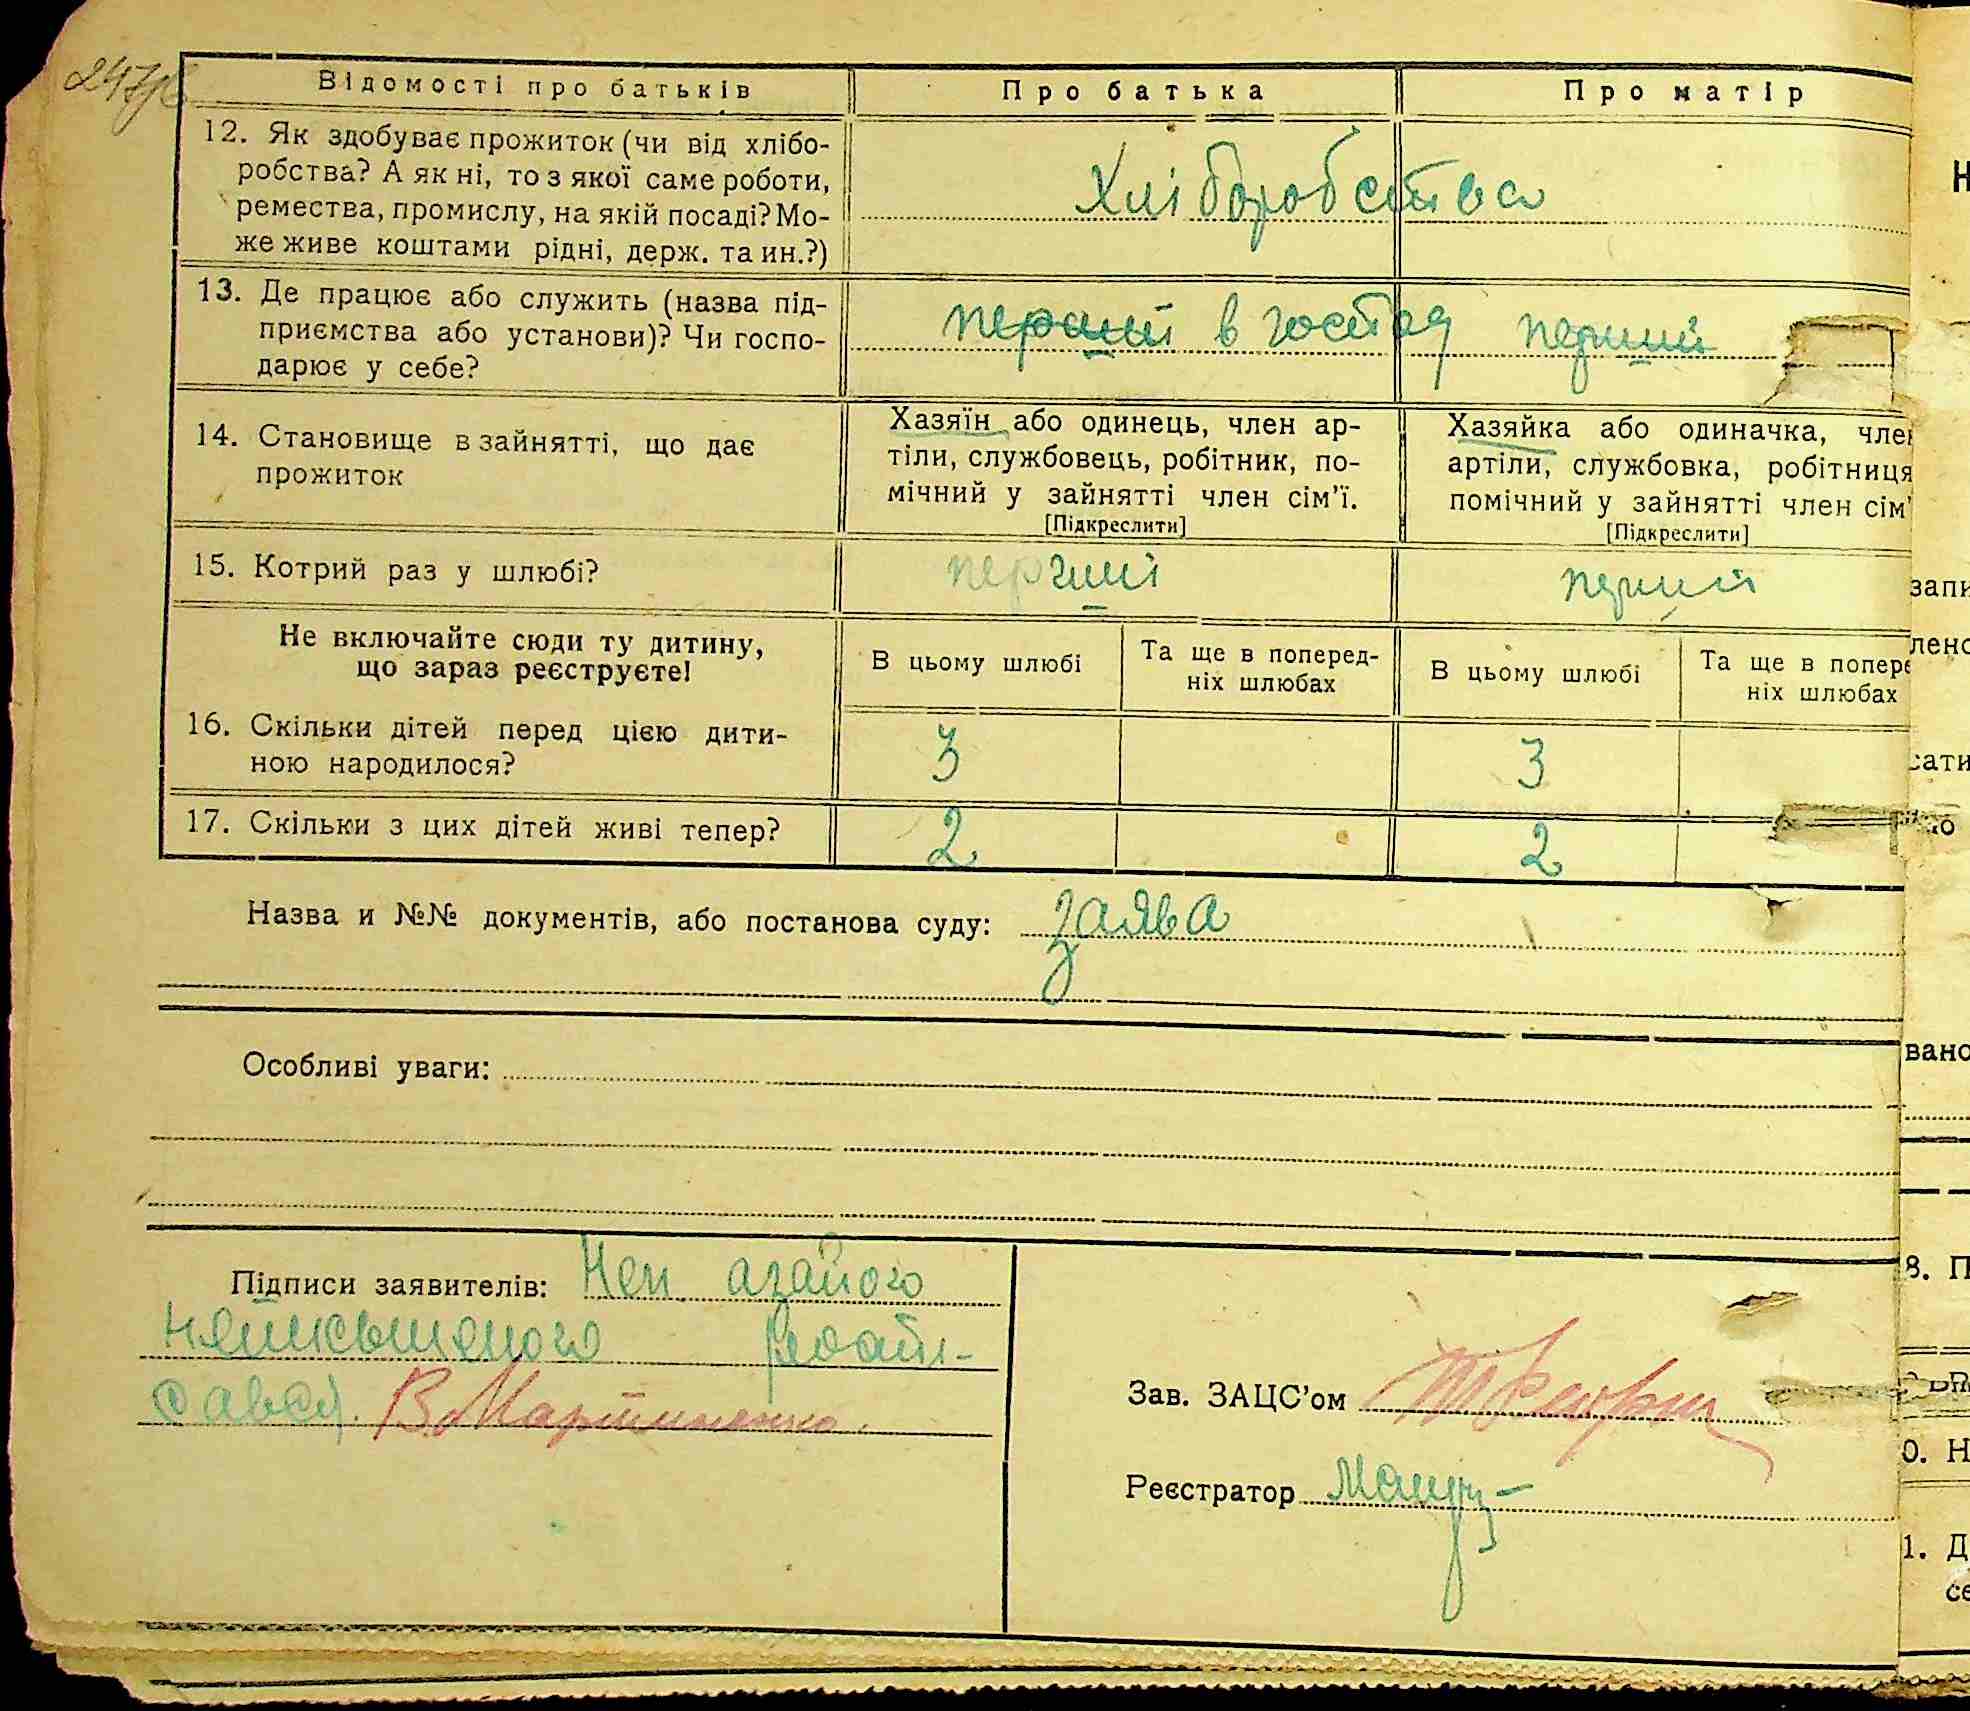 Відомості про батьків
Про батька
Про матір
12. Як здобуває прожиток (чи від хлібо-
робства? А як ні, то з якої саме роботи,
ремества, промислу, на якій посаді? Мо-
же живе коштами рідні, держ. та ин.?)
Хліборобство
13. Де працює або служить (назва під-
приємства або установи)? Чи госпо-
дарює у себе?
перший в господ
перший
14. Становище в зайнятті, що дає
прожиток
Хазяїн або одинець, член ар-
тіли, службовець, робітник, по-
мічний у зайнятті член сім'ї.
[Підкреслити]
Хазяйка або одиначка, член
артіли, службовка, робітниця
помічний у зайнятті член сім'
[Підкреслити]
15. Котрий раз у шлюбі?
перший
перший
Не включайте сюди ту дитину,
що зараз реєструєте!
В цьому шлюбі
Та ще в поперед-
ніх шлюбах
В цьому шлюбі
Та ще в попере
ніх шлюбах
16. Скільки дітей перед цією дити-
ною народилося?
3
3
17. Скільки з цих дітей живі тепер?
2
2
Назва и №№ документів, або постанова суду: заява
Особливі уваги:
Підписи заявителів:
В. Мартиненко
Зав. ЗАЦС'ом
Реєстратор